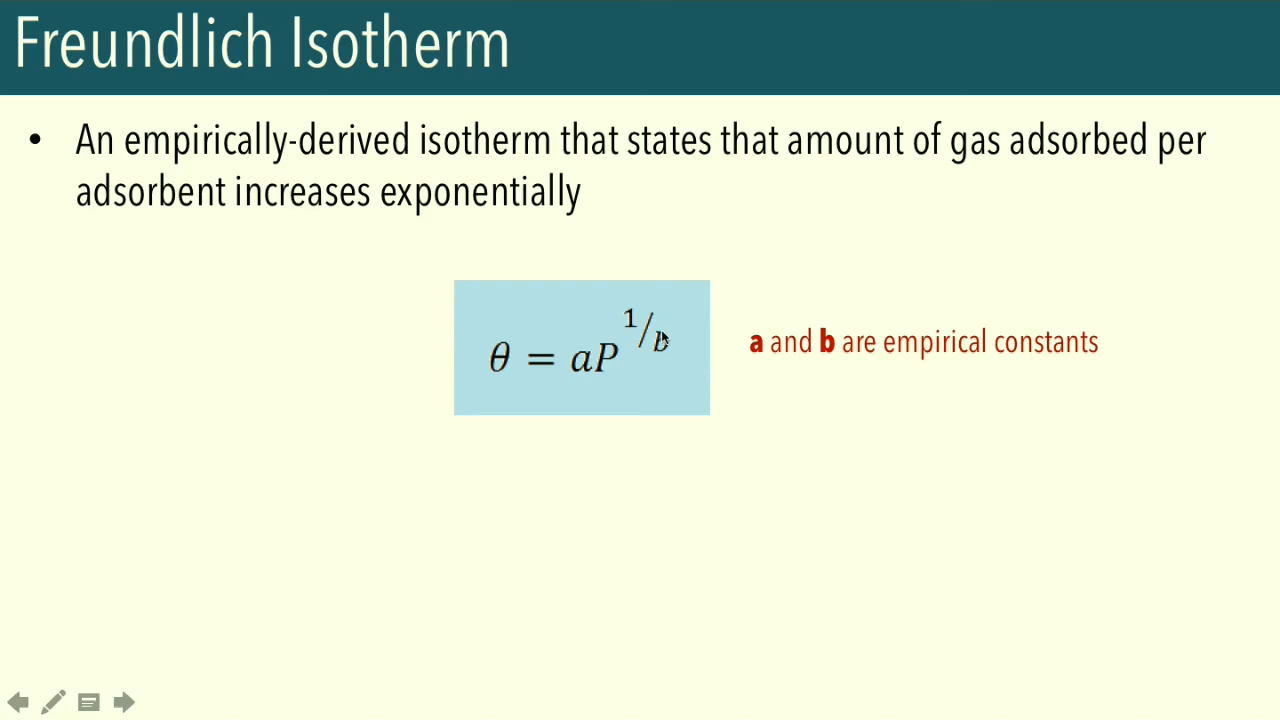 Freundlich Isotherm
• An empirically-derived isotherm that states that amount of gas adsorbed per
adsorbent increases exponentially
θ = aP^{1/b}
a and b are empirical constants